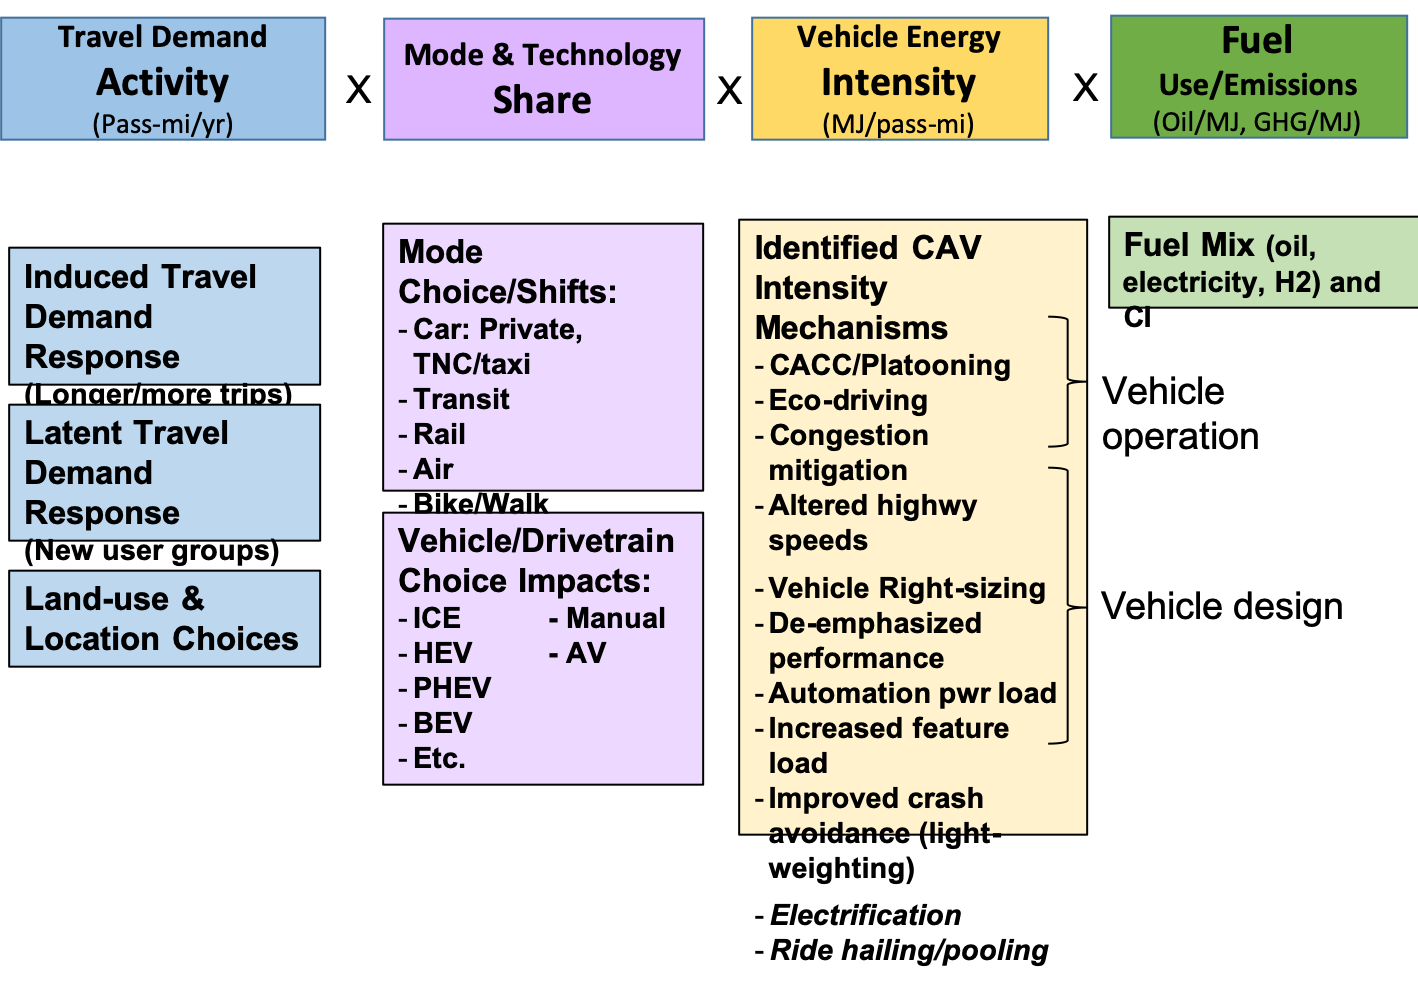 Travel Demand
Activity
(Pass-mi/yr)
X
Mode & Technology
Share
X
Vehicle Energy
Intensity
(MJ/pass-mi)
X
Fuel
Use/Emissions
(Oil/MJ, GHG/MJ)
Induced Travel
Demand
Response
(Longer/more trips)
Latent Travel
Demand
Response
(New user groups)
Land-use &
Location Choices
Mode
Choice/Shifts:
- Car: Private,
TNC/taxi
- Transit
- Rail
- Air
- Bike/Walk
Vehicle/Drivetrain
Choice Impacts:
- ICE - Manual
- HEV - AV
- PHEV
- BEV
- Etc.
Identified CAV
Intensity
Mechanisms
- CACC/Platooning
- Eco-driving
- Congestion
mitigation
- Altered highwy
speeds
- Vehicle Right-sizing
- De-emphasized
performance
- Automation pwr load
- Increased feature
load
- Improved crash
avoidance (light-
weighting)
- Electrification
- Ride hailing/pooling
Fuel Mix (oil,
electricity, H2) and
CI
Vehicle
operation
Vehicle design